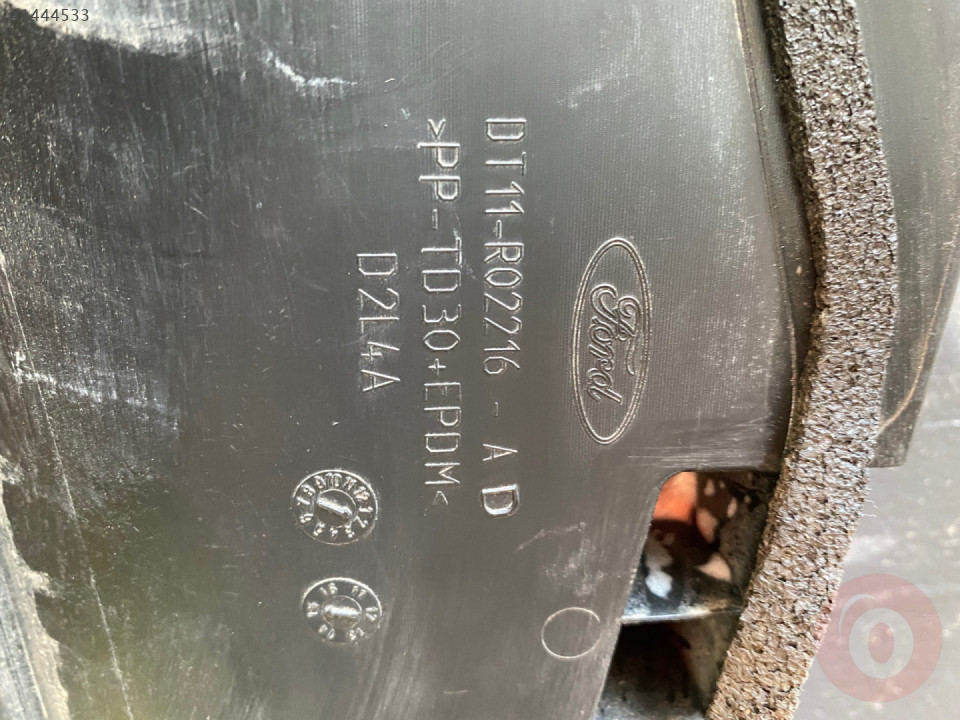 444533
Ford
DT11-R02216 - AD
>PP-TD30+EPDM<
D2L4A